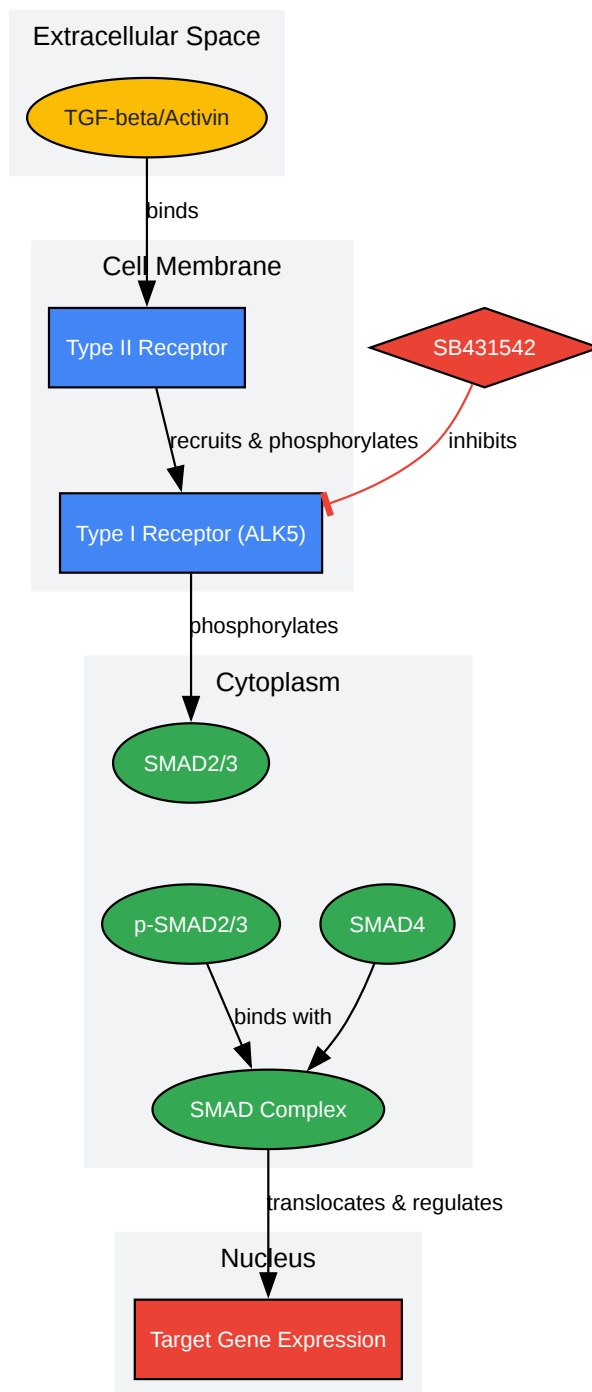 Extracellular Space
TGF-beta/Activin
binds
Cell Membrane
Type II Receptor
SB431542
recruits & phosphorylates
inhibits
Type I Receptor (ALK5)
phosphorylates
Cytoplasm
SMAD2/3
p-SMAD2/3
SMAD4
binds with
SMAD Complex
translocates & regulates
Nucleus
Target Gene Expression